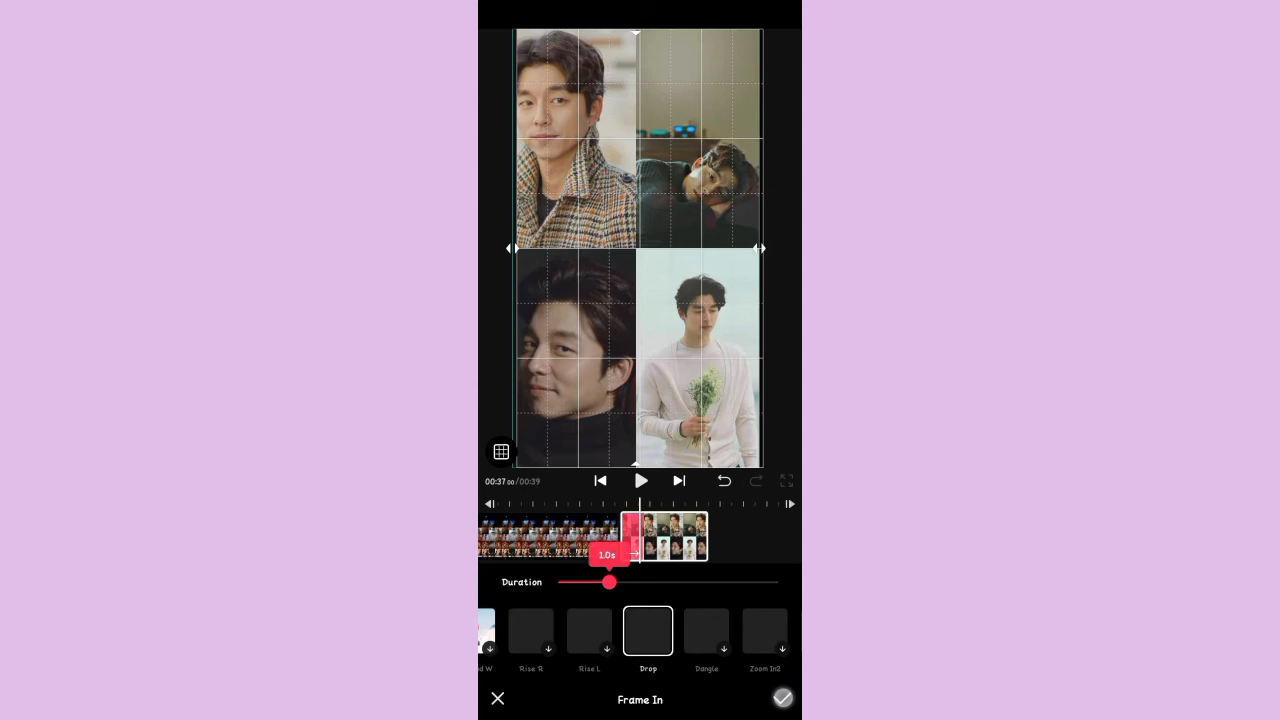 00:37 00 /00:39
1.0s
Duration
d W
Rise R
Rise L
Drop
Dangle
Zoom In2
Frame In